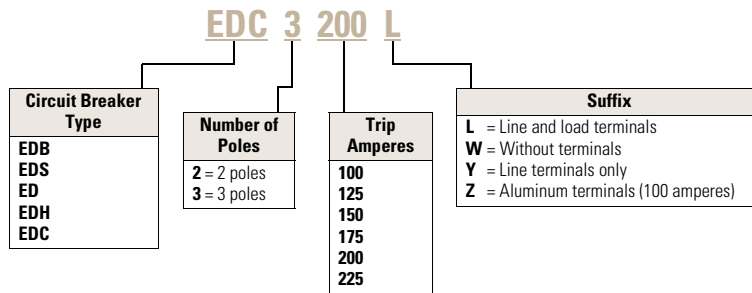 EDC 3 200 L
Circuit Breaker
Type
EDB
EDS
ED
EDH
EDC
Number of
Poles
2 = 2 poles
3 = 3 poles
Trip
Amperes
100
125
150
175
200
225
Suffix
L = Line and load terminals
W = Without terminals
Y = Line terminals only
Z = Aluminum terminals (100 amperes)